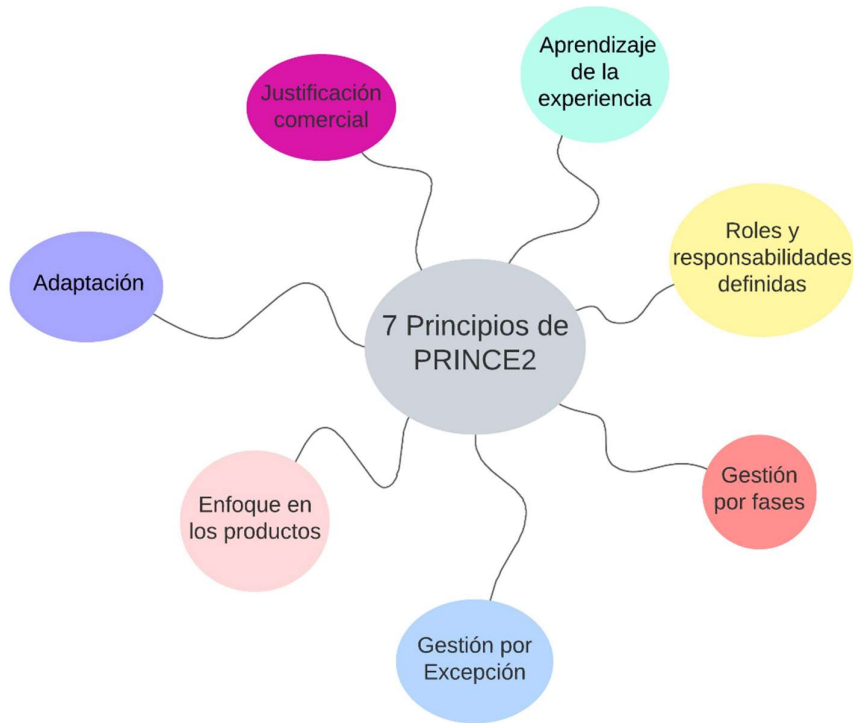 Aprendizaje
de la
experiencia
Justificación
comercial
Roles y
responsabilidades
definidas
Adaptación
7 Principios de
PRINCE2
Gestión
por fases
Enfoque en
los productos
Gestión por
Excepción